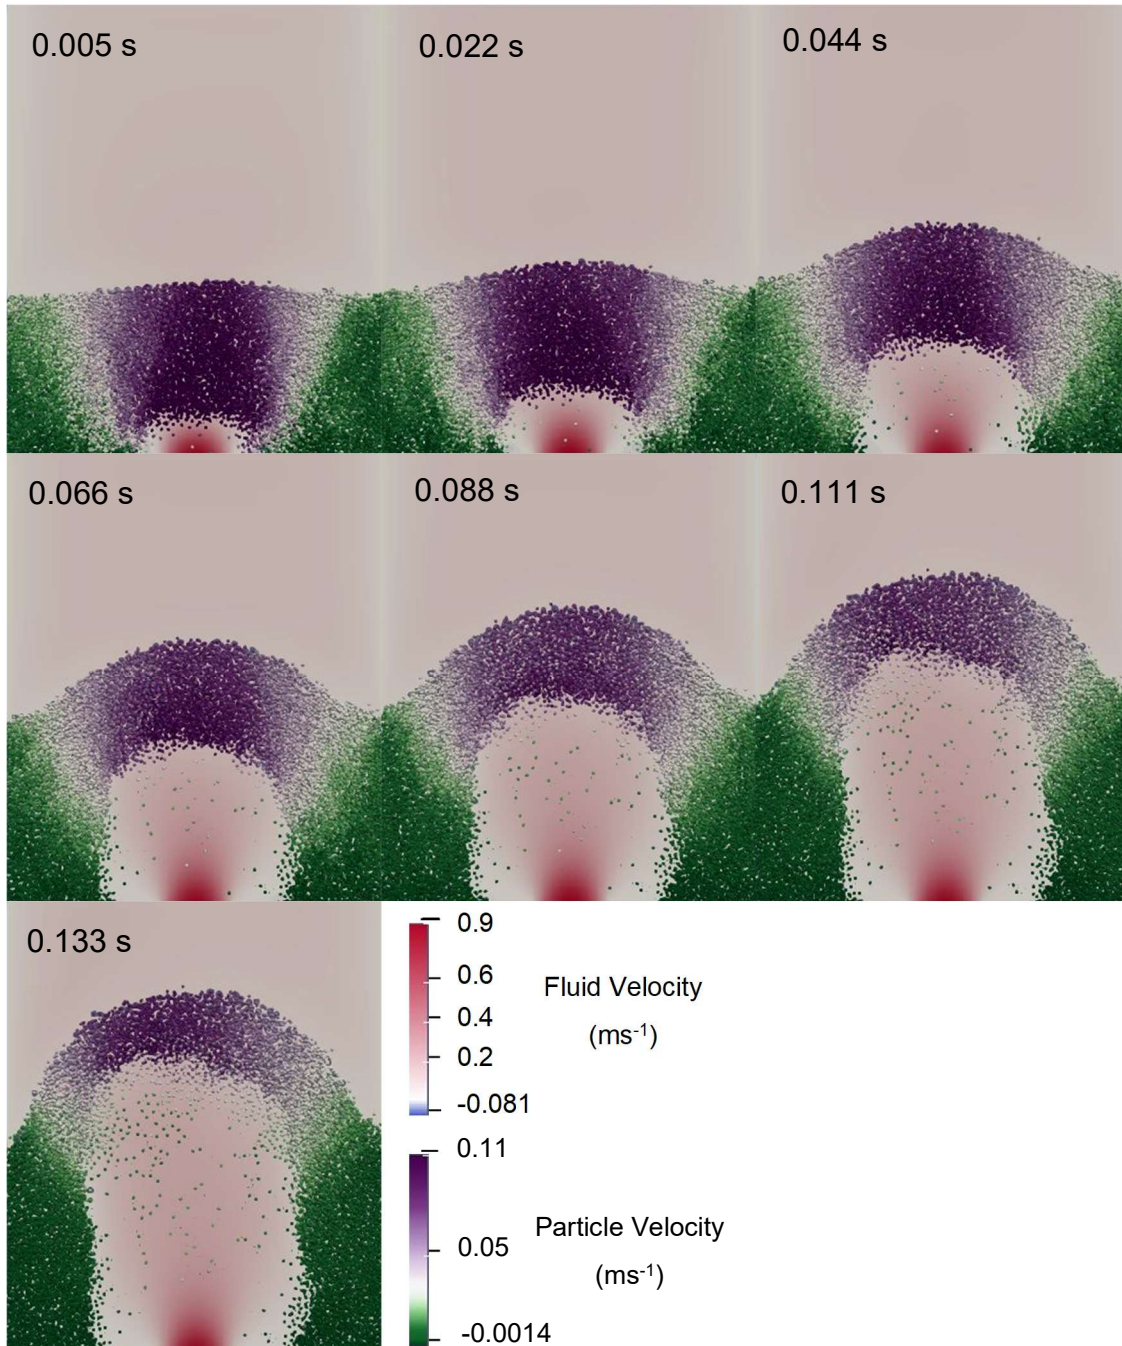 0.005 s
0.022 s
0.044 s
0.066 s
0.088 s
0.111 s
0.133 s
0.9
0.6
0.4
0.2
-0.081
Fluid Velocity
(ms⁻¹)
0.11
0.05
-0.0014
Particle Velocity
(ms⁻¹)